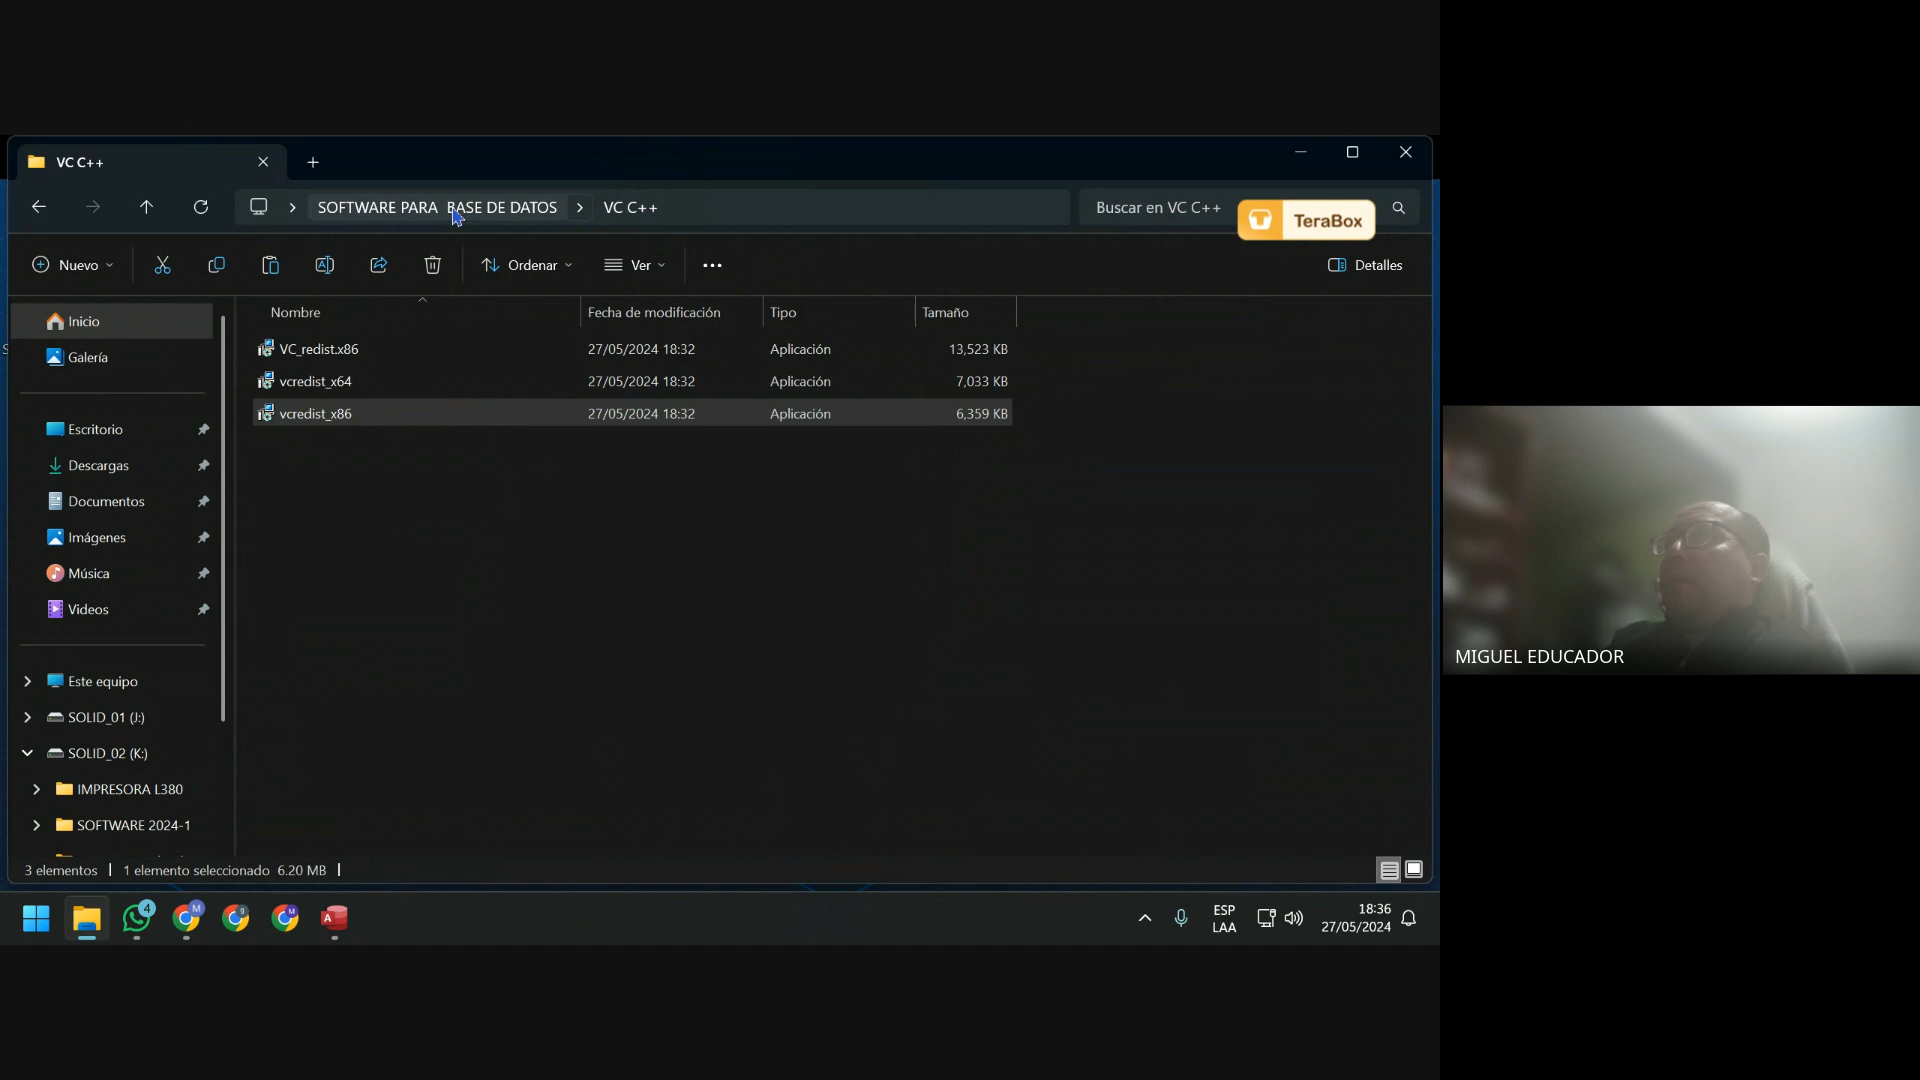 VC C++
SOFTWARE PARA BASE DE DATOS
VC C++
Buscar en VC C++
TeraBox
Nuevo
Ordenar
Ver
Detalles
Inicio
Galería
Escritorio
Descargas
Documentos
Imágenes
Música
Videos
Este equipo
SOLID_01 (J:)
SOLID_02 (K:)
IMPRESORA L380
SOFTWARE 2024-1
Nombre Fecha de modificación Tipo Tamaño
VC_redist.x86 27/05/2024 18:32 Aplicación 13,523 KB
vcredist_x64 27/05/2024 18:32 Aplicación 7,033 KB
vcredist_x86 27/05/2024 18:32 Aplicación 6,359 KB
3 elementos 1 elemento seleccionado 6.20 MB
4
M
g
M
A
ESP
LAA
18:36
27/05/2024
MIGUEL EDUCADOR